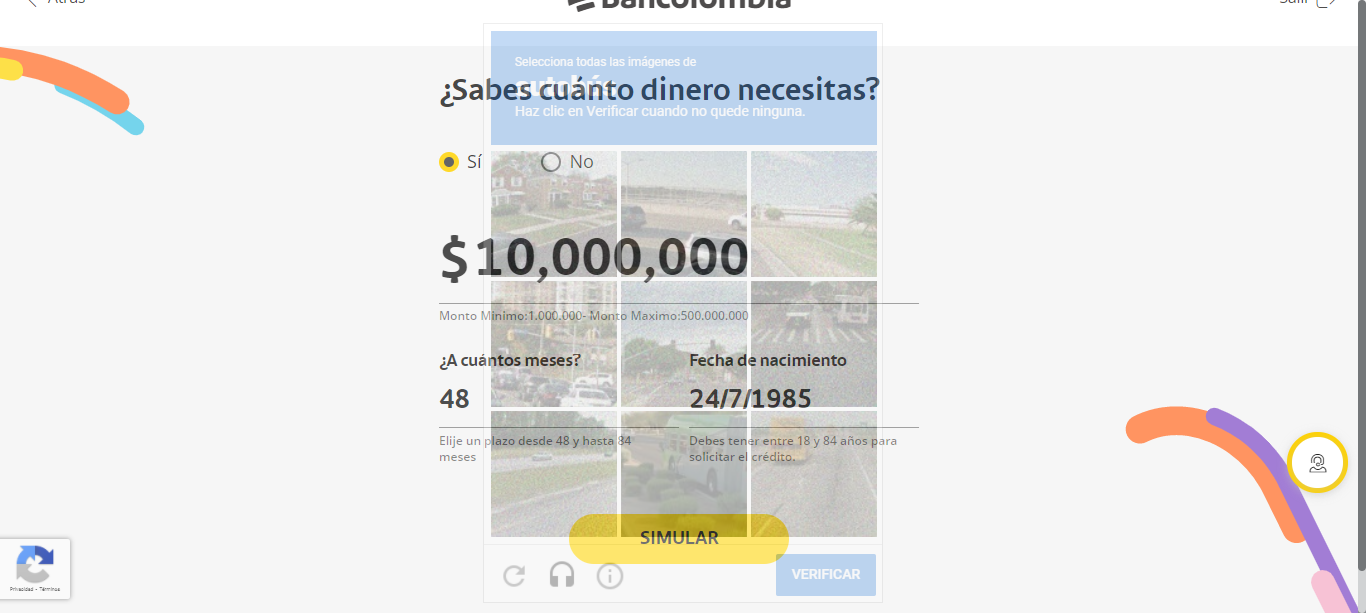 Atrás
Bancolombia
Salir
Selecciona todas las imágenes de
autobús
¿Sabes cuánto dinero necesitas?
Haz clic en Verificar cuando no quede ninguna.
Sí
No
$10,000,000
Monto Minímo:1.000.000- Monto Maximo:500.000.000
¿A cuántos meses?
Fecha de nacimiento
48
24/7/1985
Elije un plazo desde 48 y hasta 84
meses
Debes tener entre 18 y 84 años para
solicitar el crédito.
SIMULAR
VERIFICAR
Privacidad - Términos